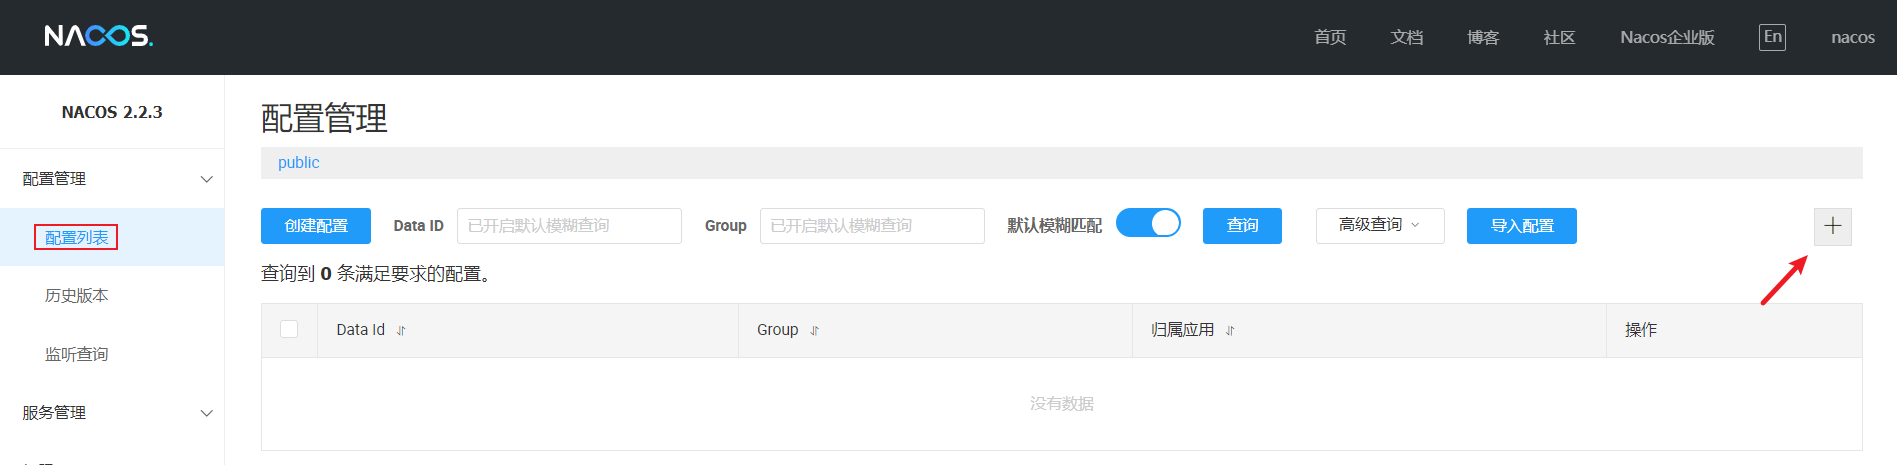 NACOS.
首页 文档 博客 社区 Nacos企业版 En nacos
NACOS 2.2.3
配置管理
配置列表
历史版本
监听查询
服务管理
配置管理
public
创建配置 Data ID 已开启默认模糊查询 Group 已开启默认模糊查询 默认模糊匹配 查询 高级查询 导入配置
查询到 0 条满足要求的配置。
Data Id Group 归属应用 操作
没有数据